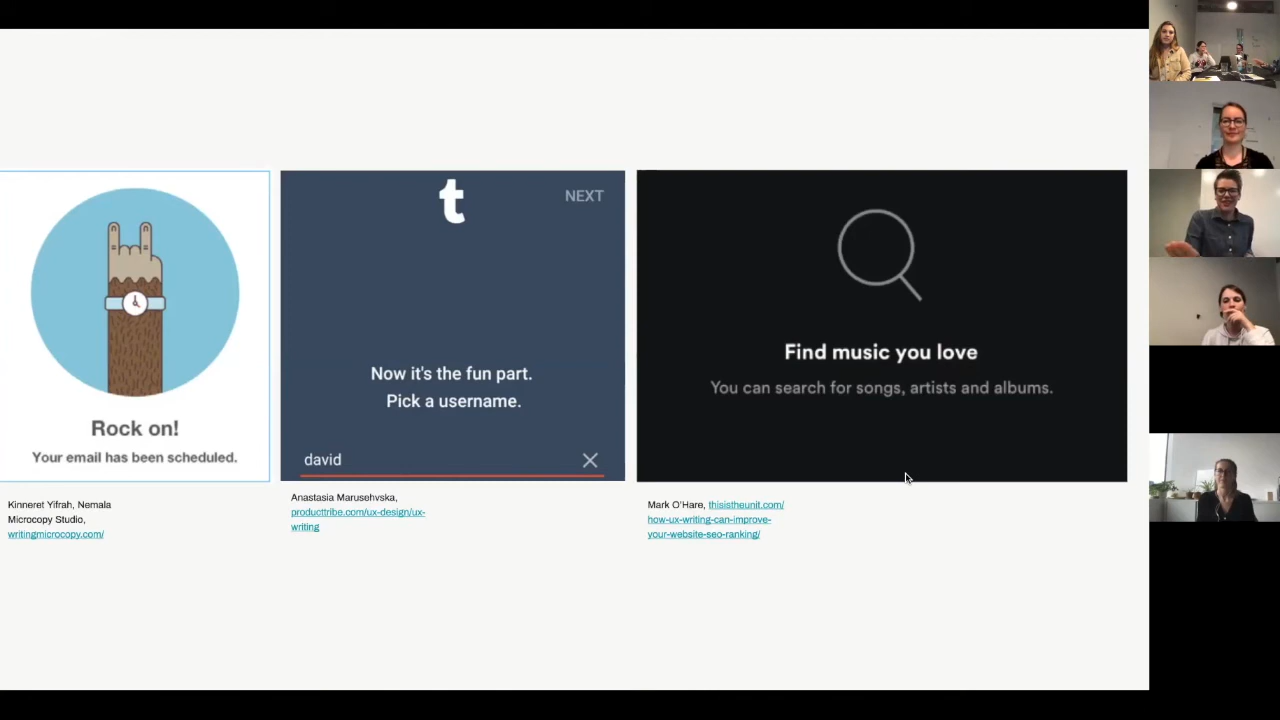 Rock on!
Your email has been scheduled.
Kinneret Yifrah, Nemala
Microcopy Studio,
writingmicrocopy.com/
t
NEXT
Now it's the fun part.
Pick a username.
david
Anastasia Marusehvska,
producttribe.com/ux-design/ux-
writing
Find music you love
You can search for songs, artists and albums.
Mark O'Hare, thisistheunit.com/
how-ux-writing-can-improve-
your-website-seo-ranking/